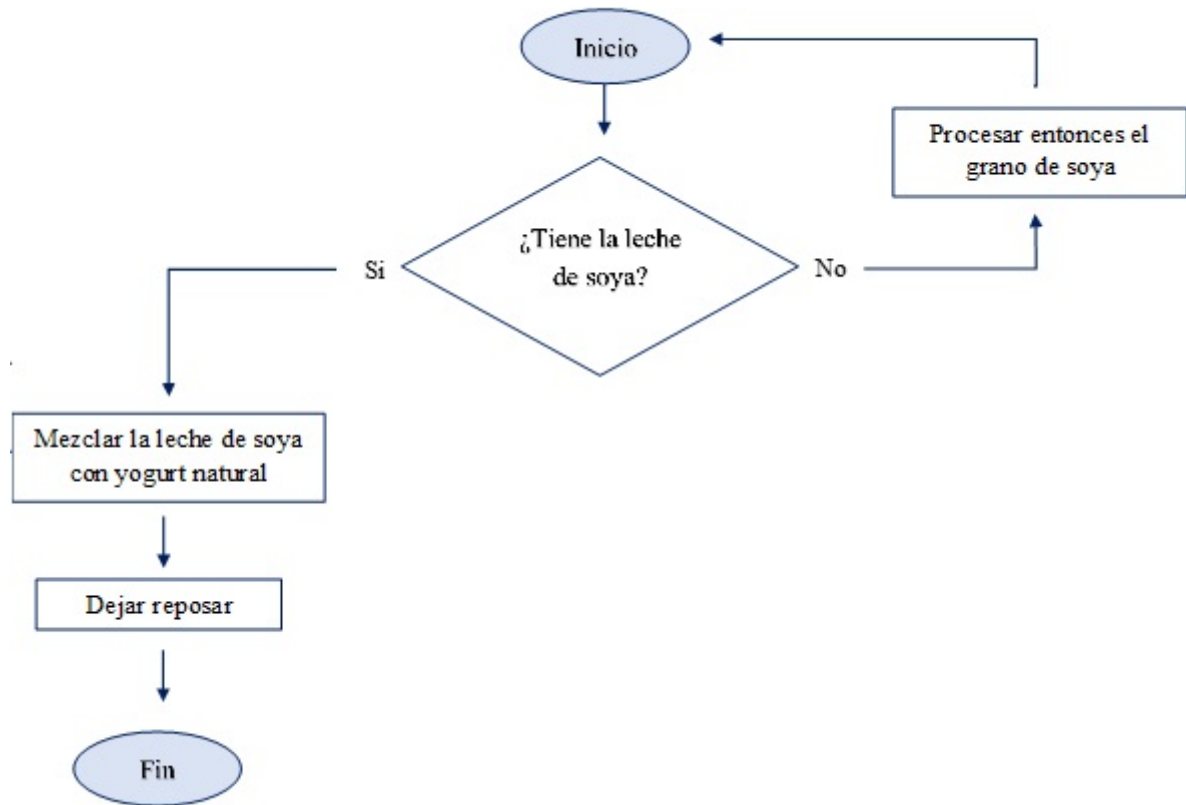 Inicio
Procesar entonces el
grano de soya
¿Tiene la leche
de soya?
Si
No
Mezclar la leche de soya
con yogurt natural
Dejar reposar
Fin